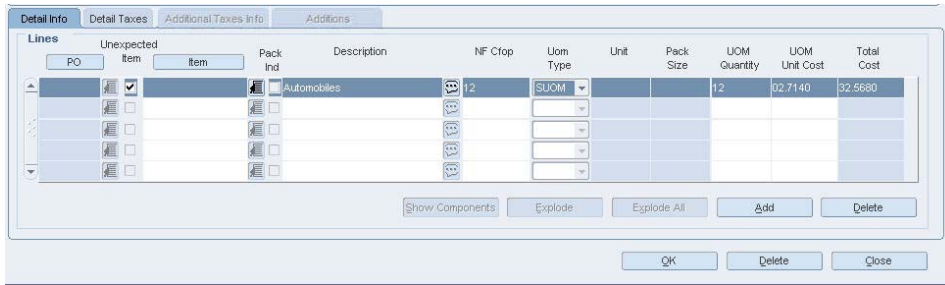 Detail Info Detail Taxes Additional Taxes Info Additions
Lines
PO Unexpected Item Item Pack Ind Description NF Cfop Uom Type Unit Pack Size UOM Quantity UOM Unit Cost Total Cost
Automobiles 12 SUOM 12 02.7140 32.5680
Show Components Explode Explode All Add Delete
OK Delete Close